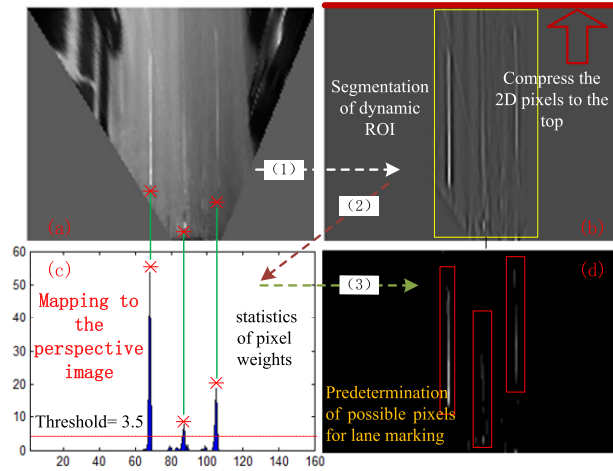 Segmentation
of dynamic
ROI
Compress the
2D pixels to the
top
(1)
(2)
(a)
(b)
60
50
40
30
20
10
0
(c)
Mapping to
the
perspective
image
statistics
of pixel
weights
Threshold= 3.5
20
40
60
80
100
120
140
160
(3)
(d)
Predetermination
of possible pixels
for lane marking